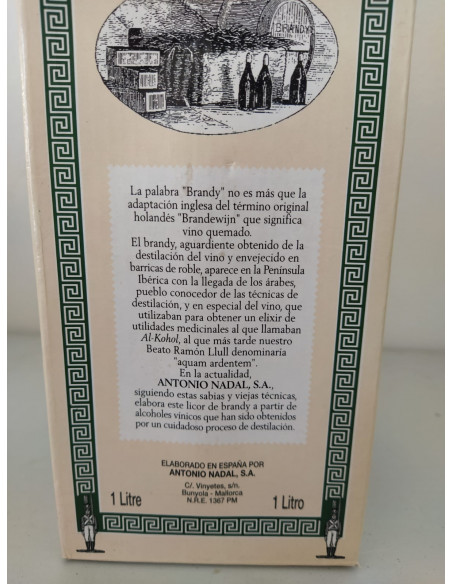 BRANDY
La palabra "Brandy" no es más que la
adaptación inglesa del término original
holandés "Brandewijn" que significa
vino quemado.
El brandy, aguardiente obtenido de la
destilación del vino y envejecido en
barricas de roble, aparece en la Península
Ibérica con la llegada de los árabes,
pueblo conocedor de las técnicas de
destilación, y en especial del vino, que
utilizaban para obtener un elixir de
utilidades medicinales al que llamaban
Al-Kohol, al que más tarde nuestro
Beato Ramón Llull denominaria
"aquam ardentem".
En la actualidad,
ANTONIO NADAL, S.A.,
siguiendo estas sabias y viejas técnicas,
elabora este licor de brandy a partir de
alcoholes vínicos que han sido obtenidos
por un cuidadoso proceso de destilación.
ELABORADO EN ESPAÑA POR
ANTONIO NADAL, S.A.
C/. Vinyetes, s/n.
Bunyola - Mallorca
N.R.E. 1367 PM
1 Litre
1 Litro